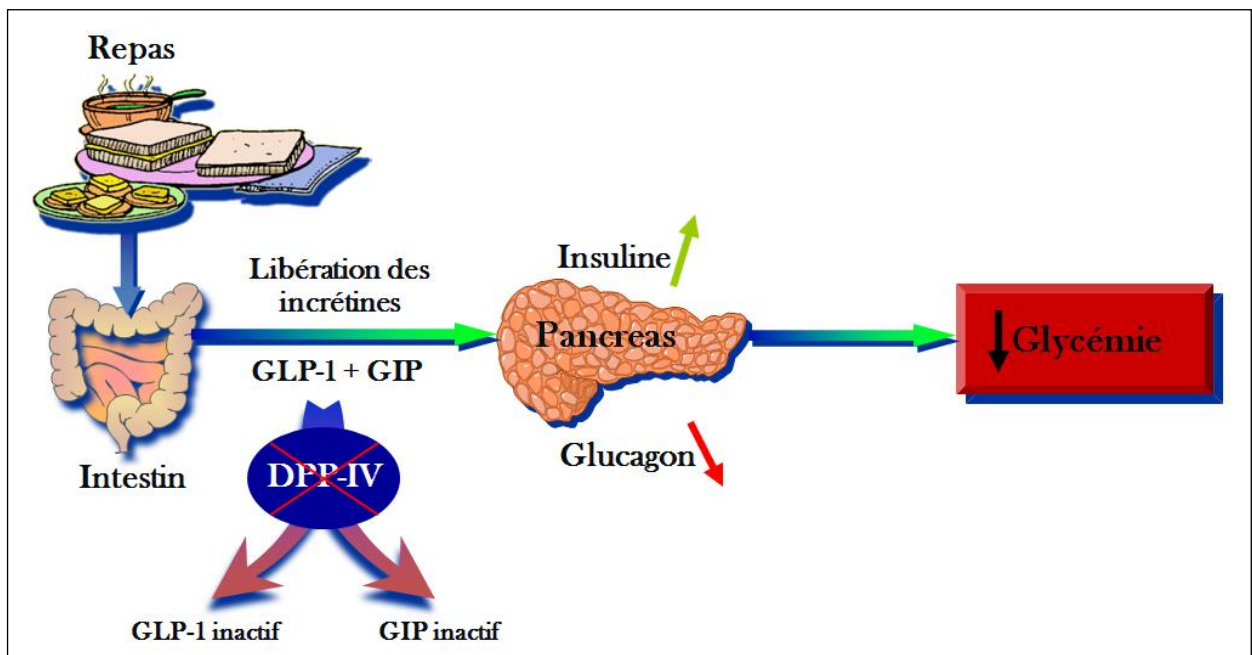 Repas
Libération des
incrétines
GLP-1 + GIP
Intestin
DPP-IV
GLP-1 inactif
GIP inactif
Insuline
Pancreas
Glucagon
Glycémie